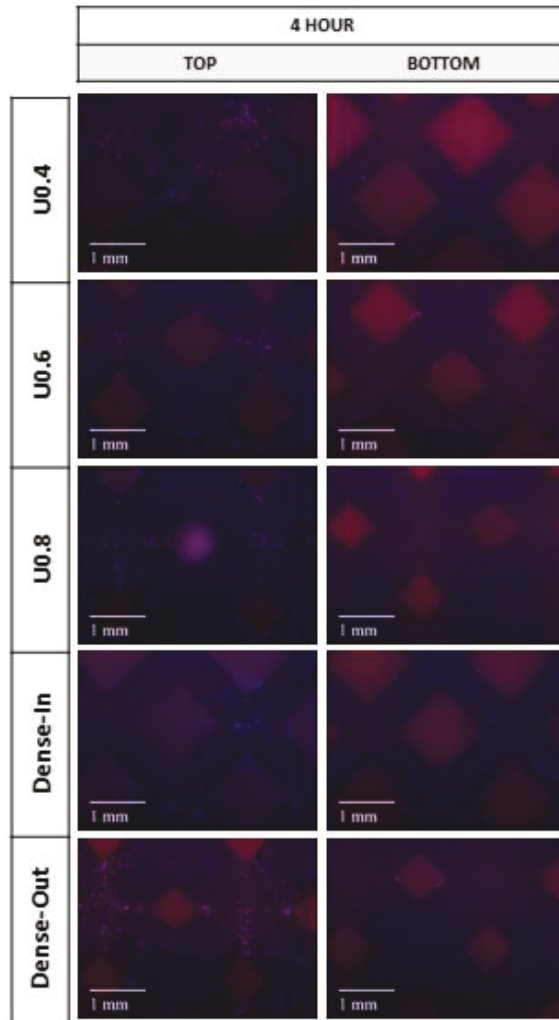 4 HOUR
TOP BOTTOM
U0.4
1 mm 1 mm
U0.6
1 mm 1 mm
U0.8
1 mm 1 mm
Dense-In
1 mm 1 mm
Dense-Out
1 mm 1 mm